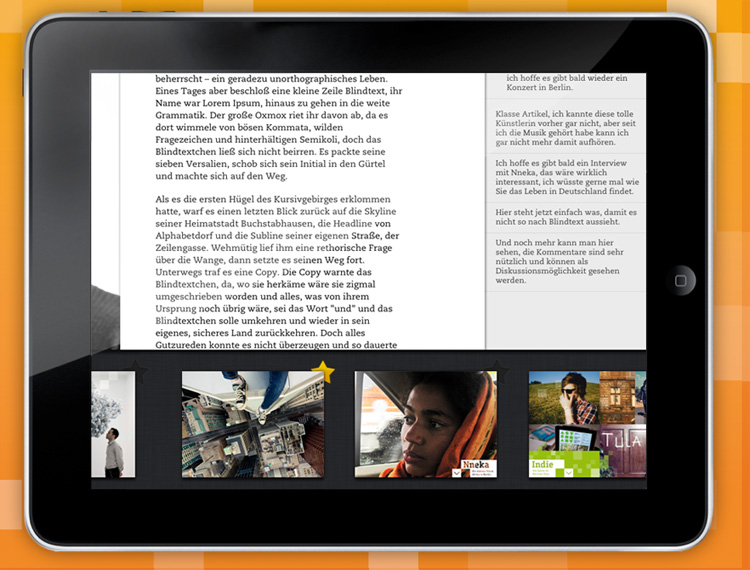 beherrscht – ein geradezu unorthographisches Leben.
Eines Tages aber beschloß eine kleine Zeile Blindtext, ihr
Name war Lorem Ipsum, hinaus zu gehen in die weite
Grammatik. Der große Oxmox riet ihr davon ab, da es
dort wimmele von bösen Kommata, wilden
Fragezeichen und hinterhältigen Semikoli, doch das
Blindtextchen ließ sich nicht beirren. Es packte seine
sieben Versalien, schob sich sein Initial in den Gürtel
und machte sich auf den Weg.
Als es die ersten Hügel des Kursivgebirges erklommen
hatte, warf es einen letzten Blick zurück auf die Skyline
seiner Heimatstadt Buchstabhausen, die Headline von
Alphabetdorf und die Subline seiner eigenen Straße, der
Zeilengasse. Wehmütig lief ihm eine rethorische Frage
über die Wange, dann setzte es seinen Weg fort.
Unterwegs traf es eine Copy. Die Copy warnte das
Blindtextchen, da, wo sie herkäme wäre sie zigmal
umgeschrieben worden und alles, was von ihrem
Ursprung noch übrig wäre, sei das Wort "und" und das
Blindtextchen solle umkehren und wieder in sein
eigenes, sicheres Land zurückkehren. Doch alles
Gutzureden konnte es nicht überzeugen und so dauerte
ich hoffe es gibt bald wieder ein
Konzert in Berlin.
Klasse Artikel, ich kannte diese tolle
Künstlerin vorher gar nicht, aber seit
ich die Musik gehört habe kann ich
gar nicht mehr damit aufhören.
Ich hoffe es gibt bald ein Interview
mit Nneka, das wäre wirklich
interessant, ich wüsste gerne mal wie
Sie das Leben in Deutschland findet.
Hier steht jetzt einfach was, damit es
nicht so nach Blindtext aussieht.
Und noch mehr kann man hier
sehen, die Kommentare sind sehr
nützlich und können als
Diskussionsmöglichkeit gesehen
werden.
Nneka
Indie
TULA